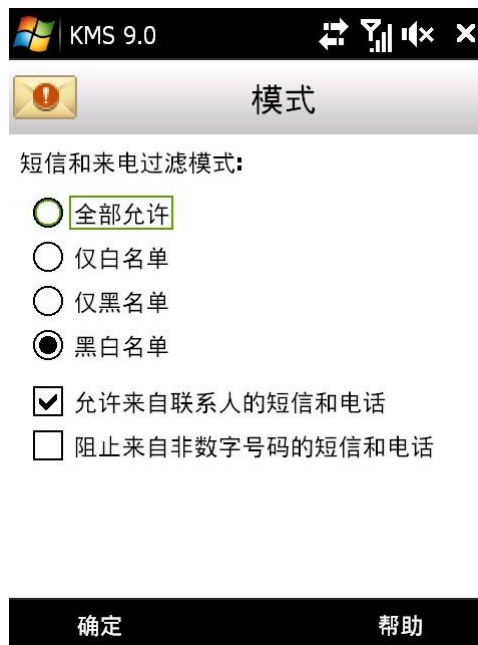 KMS 9.0
模式
短信和来电过滤模式:
全部允许
仅白名单
仅黑名单
黑白名单
允许来自联系人的短信和电话
阻止来自非数字号码的短信和电话
确定 帮助